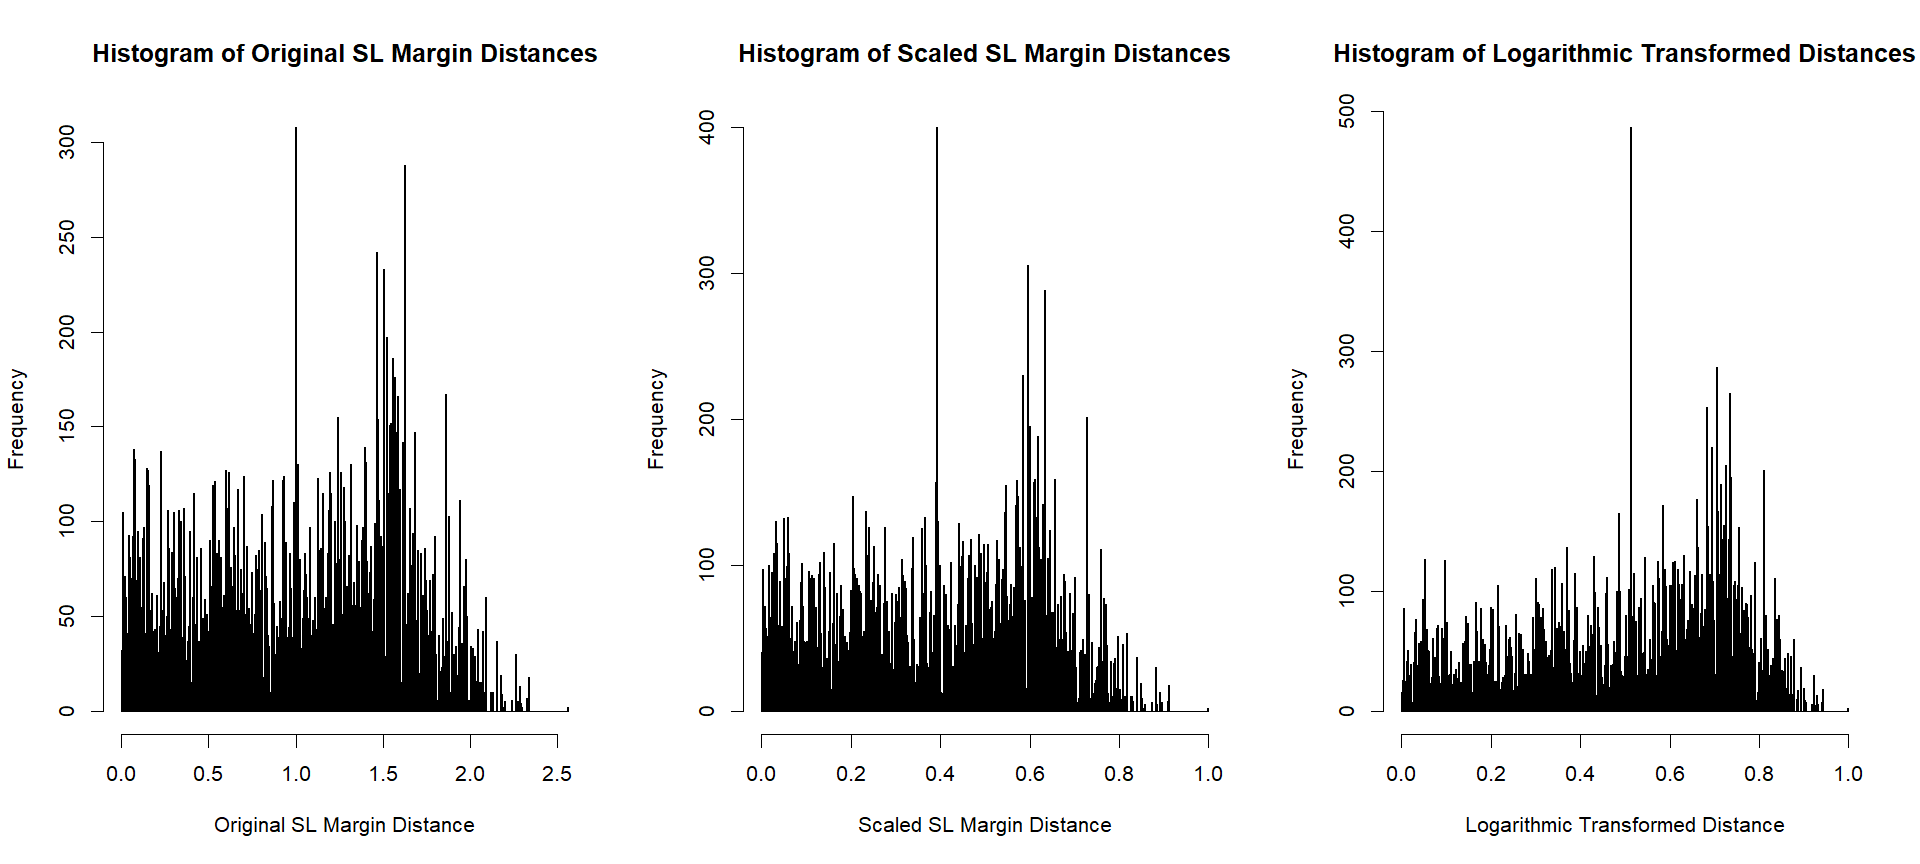 Histogram of Original SL Margin Distances
Frequency
0
50
100
150
200
250
300
0.0 0.5 1.0 1.5 2.0 2.5
Original SL Margin Distance
Histogram of Scaled SL Margin Distances
Frequency
0
100
200
300
400
0.0 0.2 0.4 0.6 0.8 1.0
Scaled SL Margin Distance
Histogram of Logarithmic Transformed Distances
Frequency
0
100
200
300
400
500
0.0 0.2 0.4 0.6 0.8 1.0
Logarithmic Transformed Distance